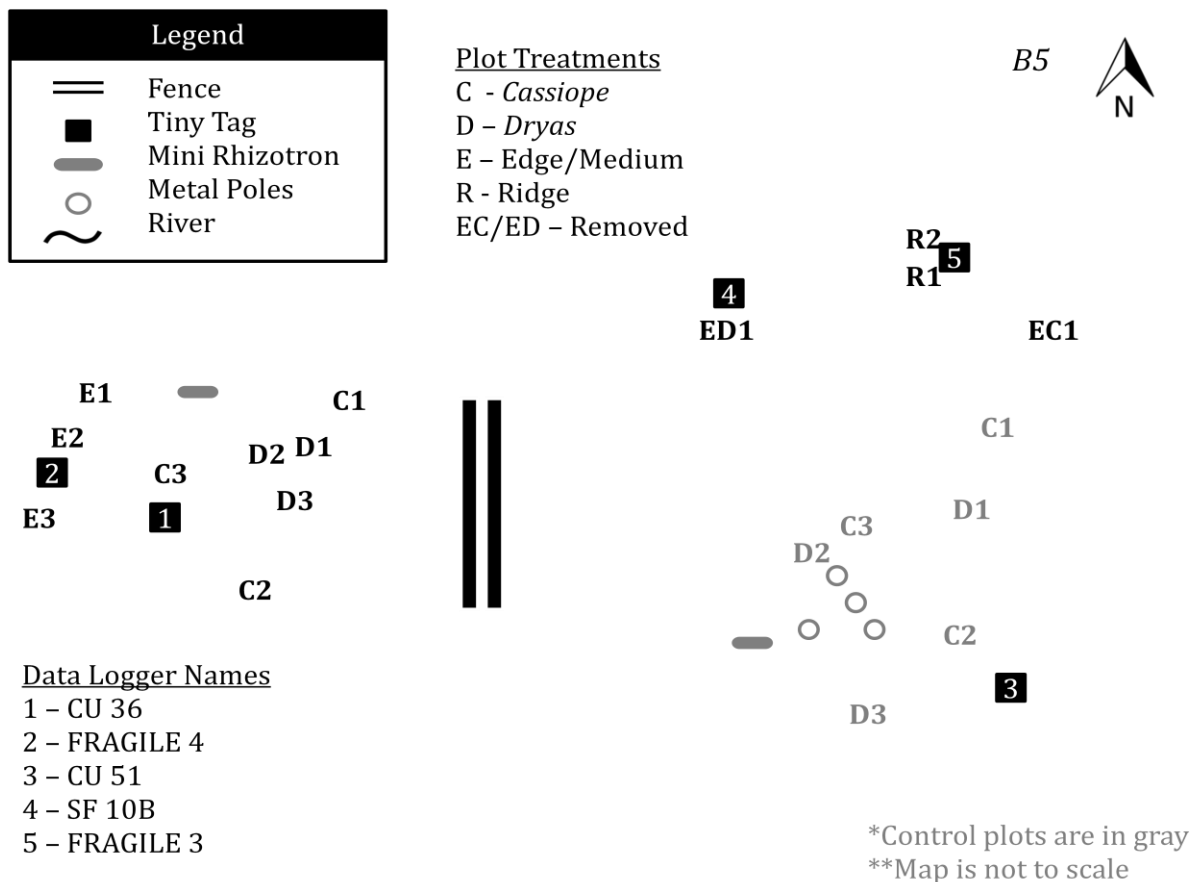 Legend
Fence
Tiny Tag
Mini Rhizotron
Metal Poles
River
Plot Treatments
C - Cassiope
D – Dryas
E – Edge/Medium
R - Ridge
EC/ED – Removed
B5
N
R2
5
R1
4
ED1
EC1
E1
C1
E2
D2 D1
2
C3
D3
E3
1
C2
C1
D1
C3
D2
C2
3
D3
Data Logger Names
1 – CU 36
2 – FRAGILE 4
3 – CU 51
4 – SF 10B
5 – FRAGILE 3
*Control plots are in gray
**Map is not to scale